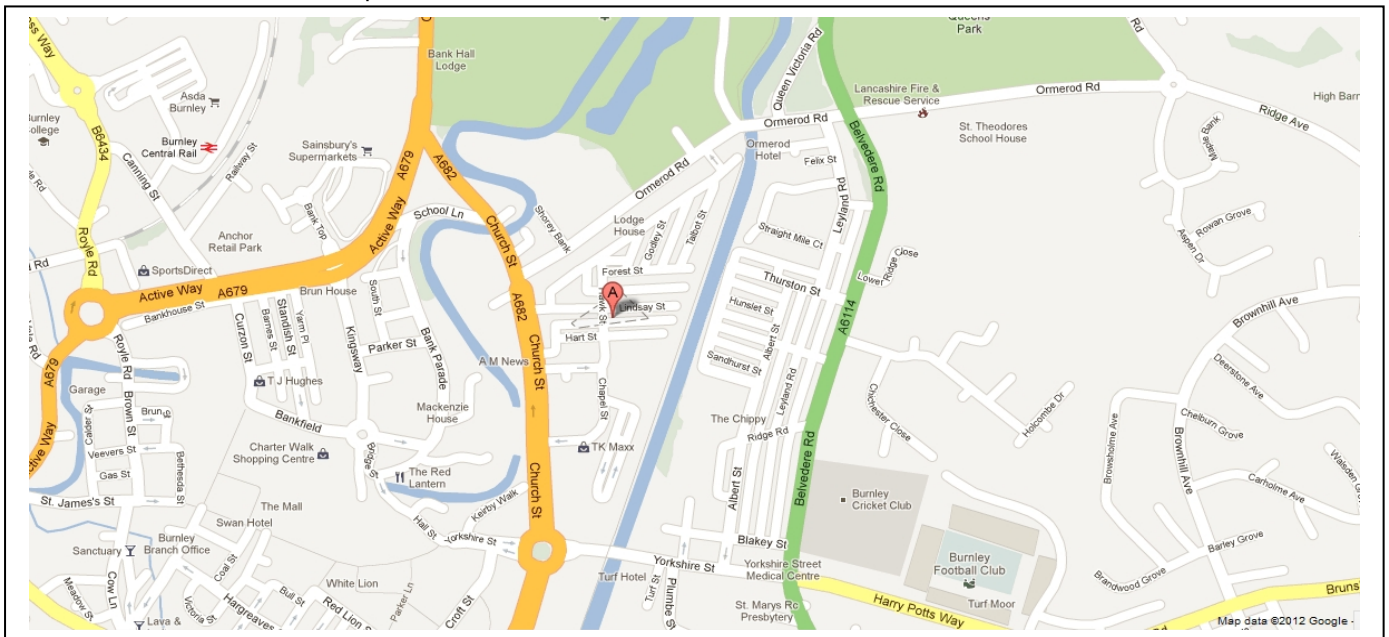 Queens
Park
Bank Hall
Lodge
Asda
Burnley
Burnley
Central Rail
B6434
Canning St
Railway St
Sainsbury's
Supermarkets
A679
A682
Ormerod Rd
Queen Victoria Rd
Lancashire Fire &
Rescue Service
Ormerod Rd
Ormerod Rd
Ridge Ave
High Barn
Belvedere Rd
St. Theodores
School House
Ormerod
Hotel
Felix St
Maple Bank
School Ln
Bank Top
Shorey Bank
Church St
Lodge
House
Godley St
Talbot St
Leyland Rd
Rowan Grove
Aspen Dr
Royle Rd
Anchor
Retail Park
Active Way
SportsDirect
Active Way
A679
Brun House
Bankhouse St
South St
Forest St
A
Lindsay St
Hawk St
Hart St
A682
Straight Mile Ct
Thurston St
Hunslet St
Albert St
Sandhurst St
Lower Ridge Close
A6114
Brownhill Ave
A679
Royle Rd
Garage
Curzon St
Barnes St
Standish St
Yarm Pl
Kingsway
Parker St
Bank Parade
A M News
Church St
Chapel St
T J Hughes
Mackenzie
House
The Chippy
Leyland Rd
Ridge Rd
Belvedere Rd
Chichester Close
Holcombe Dr
Deerstone Ave
Chelburn Grove
Browsholme Ave
Brownhill Ave
Brown St
Brun St
Calder St
Veevers St
Gas St
Bethesda St
Bankfield
Charter Walk
Shopping Centre
Bridge St
The Red
Lantern
TK Maxx
Albert St
Burnley
Cricket Club
Carholme Ave
St. James's St
The Mall
Swan Hotel
Hall St
Keirby Walk
Church St
Yorkshire St
Blakey St
Barley Grove
Sanctuary
Burnley
Branch Office
Coal St
White Lion
Parker Ln
Yorkshire St
Turf Hotel
Yorkshire Street
Medical Centre
Burnley
Football Club
Brandwood Grove
Cow Ln
Meadow St
Victoria St
Bull St
Red Lion St
Croft St
Turf St
St. Marys Rc
Presbytery
Harry Potts Way
Turf Moor
Lava &
Map data ©2012 Google -